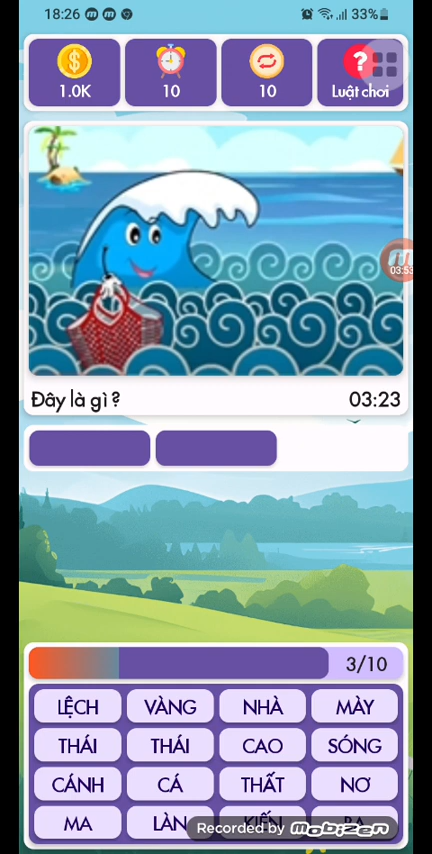 18:26 33%
1.0K 10 10 Luật chơi
03:53
Đây là gì ? 03:23
3/10
LỆCH VÀNG NHÀ MÀY
THÁI THÁI CAO SÓNG
CÁNH CÁ THẤT NƠ
MA LÀN KIẾN
Recorded by mobizen